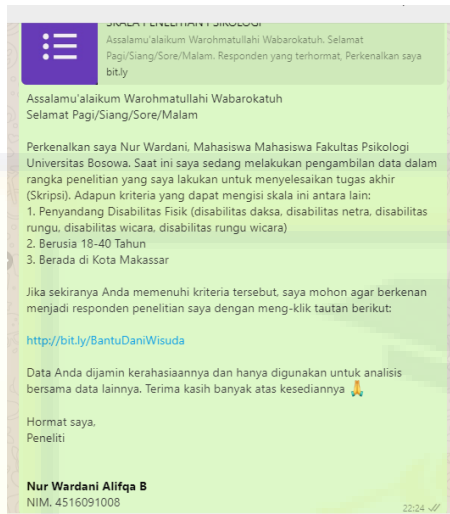 SKALA PENELITIAN PSIKOLOGI
Assalamu'alaikum Warohmatullahi Wabarokatuh. Selamat
Pagi/Siang/Sore/Malam. Responden yang terhormat, Perkenalkan saya
bit.ly
Assalamu'alaikum Warohmatullahi Wabarokatuh
Selamat Pagi/Siang/Sore/Malam
Perkenalkan saya Nur Wardani, Mahasiswa Mahasiswa Fakultas Psikologi
Universitas Bosowa. Saat ini saya sedang melakukan pengambilan data dalam
rangka penelitian yang saya lakukan untuk menyelesaikan tugas akhir
(Skripsi). Adapun kriteria yang dapat mengisi skala ini antara lain:
1. Penyandang Disabilitas Fisik (disabilitas daksa, disabilitas netra, disabilitas
rungu, disabilitas wicara, disabilitas rungu wicara)
2. Berusia 18-40 Tahun
3. Berada di Kota Makassar
Jika sekiranya Anda memenuhi kriteria tersebut, saya mohon agar berkenan
menjadi responden penelitian saya dengan meng-klik tautan berikut:
http://bit.ly/BantuDaniWisuda
Data Anda dijamin kerahasiaannya dan hanya digunakan untuk analisis
bersama data lainnya. Terima kasih banyak atas kesediannya 🙏
Hormat saya,
Peneliti
Nur Wardani Alifqa B
NIM. 4516091008
22:24